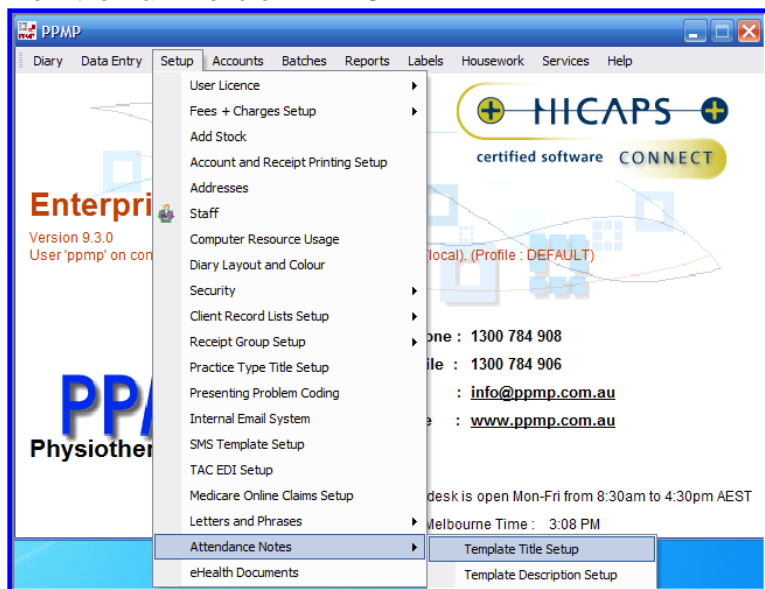 PPMP
Diary Data Entry Setup Accounts Batches Reports Labels Housework Services Help
User Licence
Fees + Charges Setup
Add Stock
Account and Receipt Printing Setup
Addresses
Staff
Computer Resource Usage
Diary Layout and Colour
Security
Client Record Lists Setup
Receipt Group Setup
Practice Type Title Setup
Presenting Problem Coding
Internal Email System
SMS Template Setup
TAC EDI Setup
Medicare Online Claims Setup
Letters and Phrases
Attendance Notes
eHealth Documents
Template Title Setup
Template Description Setup
HICAPS
certified software CONNECT
Enterpri
Version 9.3.0
User 'ppmp' on con
local). (Profile : DEFAULT)
one : 1300 784 908
ile : 1300 784 906
: info@ppmp.com.au
: www.ppmp.com.au
PP
Physiother
desk is open Mon-Fri from 8:30am to 4:30pm AEST
Melbourne Time : 3:08 PM